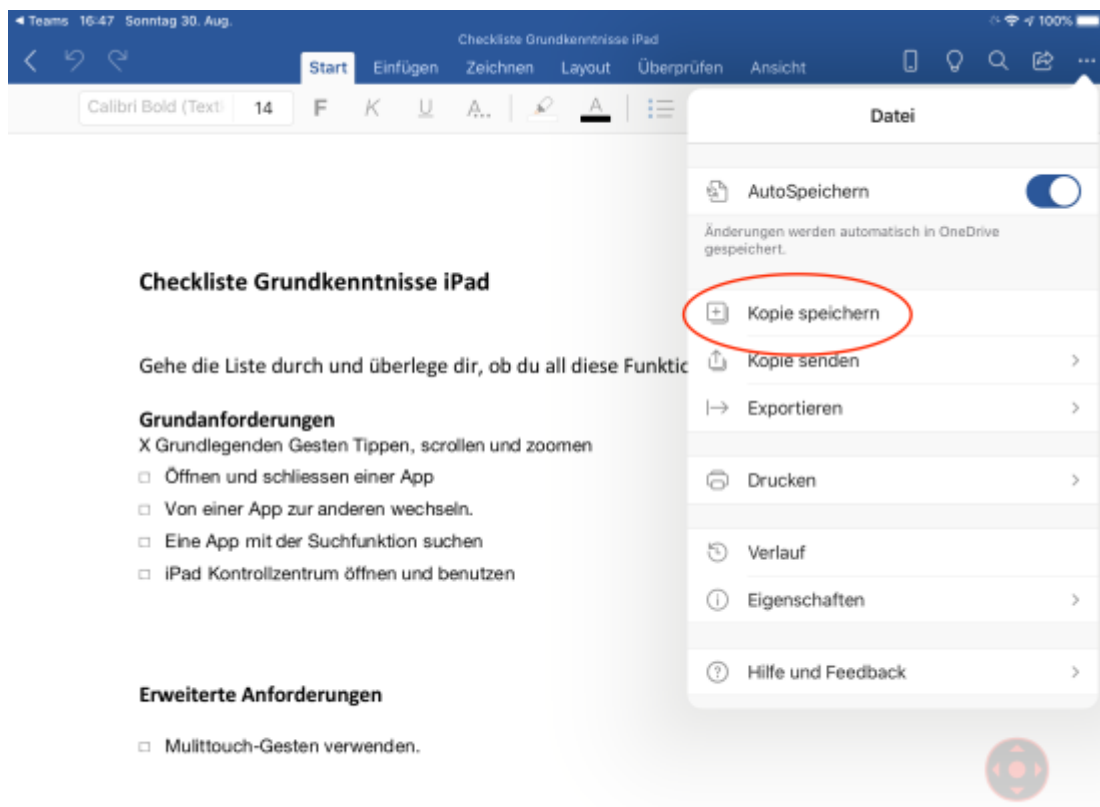 Teams 16:47 Sonntag 30. Aug.
100%
Checkliste Grundkenntnisse iPad
Start Einfügen Zeichnen Layout Überprüfen Ansicht
Calibri Bold (Text 14 F K U A... A
Datei
AutoSpeichern
Änderungen werden automatisch in OneDrive
gespeichert.
Kopie speichern
Kopie senden
Exportieren
Drucken
Verlauf
Eigenschaften
Hilfe und Feedback
Checkliste Grundkenntnisse iPad
Gehe die Liste durch und überlege dir, ob du all diese Funktic
Grundanforderungen
X Grundlegenden Gesten Tippen, scrollen und zoomen
□ Öffnen und schliessen einer App
□ Von einer App zur anderen wechseln.
□ Eine App mit der Suchfunktion suchen
□ iPad Kontrollzentrum öffnen und benutzen
Erweiterte Anforderungen
□ Mulittouch-Gesten verwenden.